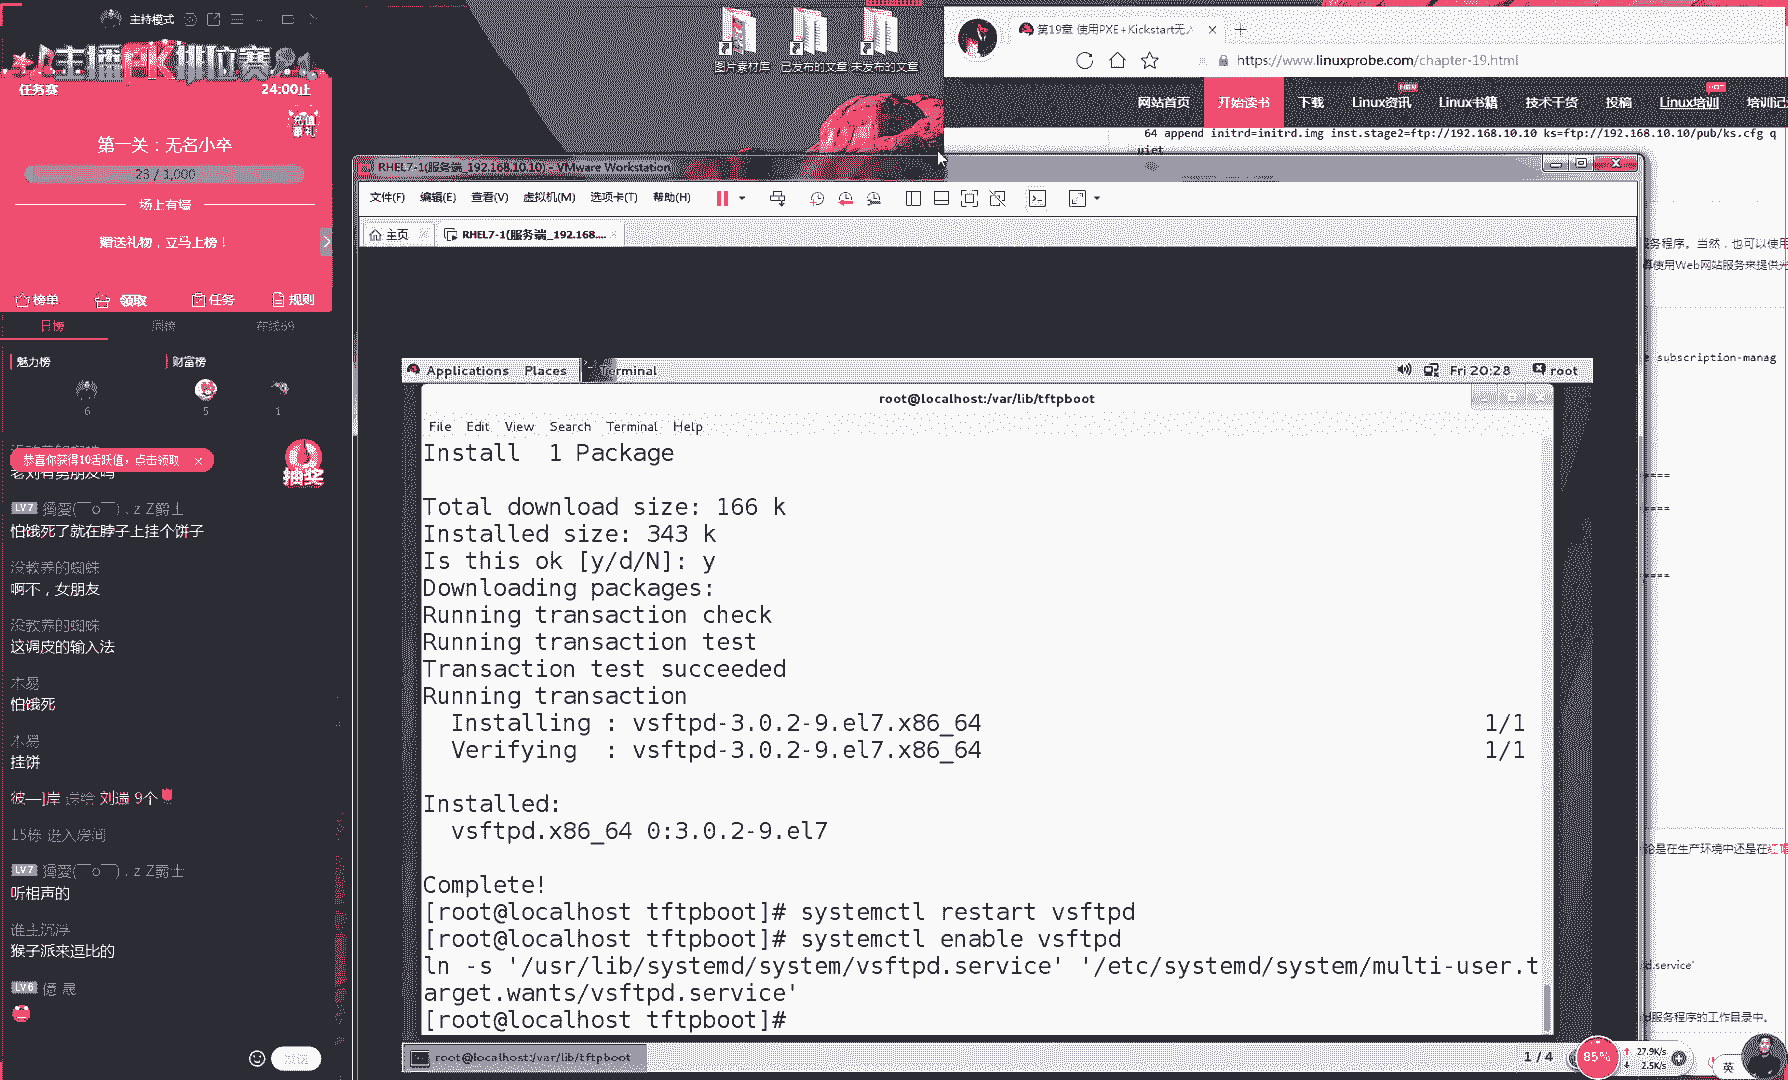 主持模式
主播PK排位赛
任务赛
24:00止
充值豪礼
第一关：无名小卒
23 / 1,000
场上有墙
赠送礼物，立马上榜！
榜单
领取
任务
规则
日榜
周榜
在线69
魅力榜
财富榜
6
5
1
恭喜你获得10活跃值，点击领取
老刘有男朋友吗
抽奖
怕饿死了就在脖子上挂个饼子
没教养的蜘蛛
啊不，女朋友
没教养的蜘蛛
这调皮的输入法
木易
怕饿死
木易
挂饼
彼—]岸 送给 刘遄 9个
15栋 进入房间
听相声的
谁主沉浮
猴子派来逗比的
LV6 億 晟
发送
图片素材库
已发布的文章
未发布的文章
第19章 使用PXE+Kickstart无人
https://www.linuxprobe.com/chapter-19.html
网站首页
开始读书
下载
Linux资讯
Linux书籍
技术干货
投稿
Linux培训
培训记
64 append initrd=initrd.img inst.stage2=ftp://192.168.10.10 ks=ftp://192.168.10.10/pub/ks.cfg q
uiet
RHEL7-1(服务端_192.168.10.10) - VMware Workstation
文件(F)
编辑(E)
查看(V)
虚拟机(M)
选项卡(T)
帮助(H)
主页
RHEL7-1(服务端_192.168....
务程序。当然，也可以使用
使用Web网站服务来提供光
subscription-manag
====
====
====
论是在生产环境中还是在红帽
d.service'
d服务程序的工作目录中。
Applications
Places
Terminal
Fri 20:28
root
root@localhost:/var/lib/tftpboot
File Edit View Search Terminal Help
Install  1 Package
Total download size: 166 k
Installed size: 343 k
Is this ok [y/d/N]: y
Downloading packages:
Running transaction check
Running transaction test
Transaction test succeeded
Running transaction
Installing : vsftpd-3.0.2-9.el7.x86_64 1/1
Verifying  : vsftpd-3.0.2-9.el7.x86_64 1/1
Installed:
vsftpd.x86_64 0:3.0.2-9.el7
Complete!
[root@localhost tftpboot]# systemctl restart vsftpd
[root@localhost tftpboot]# systemctl enable vsftpd
ln -s '/usr/lib/systemd/system/vsftpd.service' '/etc/systemd/system/multi-user.t
arget.wants/vsftpd.service'
[root@localhost tftpboot]#
root@localhost:/var/lib/tftpboot
1 / 4
85%
27.9K/s
2.5K/s
英